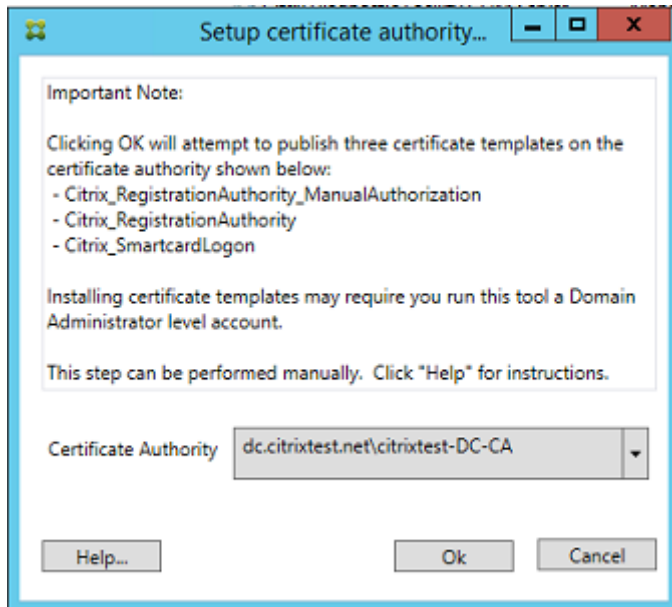 Setup certificate authority...
Important Note:
Clicking OK will attempt to publish three certificate templates on the
certificate authority shown below:
- Citrix_RegistrationAuthority_ManualAuthorization
- Citrix_RegistrationAuthority
- Citrix_SmartcardLogon
Installing certificate templates may require you run this tool a Domain
Administrator level account.
This step can be performed manually. Click "Help" for instructions.
Certificate Authority dc.citrixtest.net\citrixtest-DC-CA
Help... Ok Cancel